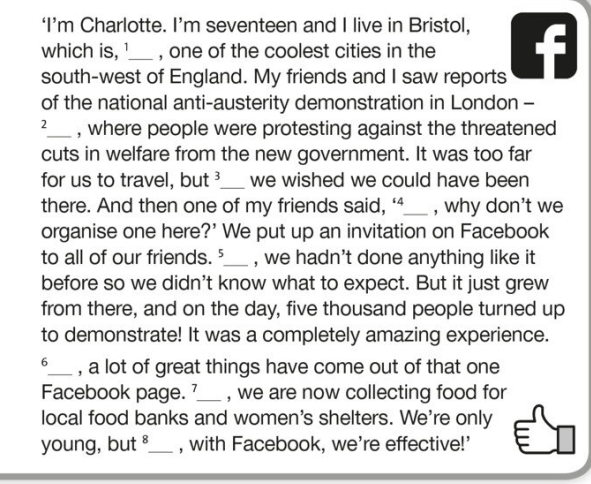 'I'm Charlotte. I'm seventeen and I live in Bristol,
which is, ¹__ , one of the coolest cities in the
south-west of England. My friends and I saw reports
of the national anti-austerity demonstration in London –
²__ , where people were protesting against the threatened
cuts in welfare from the new government. It was too far
for us to travel, but ³__ we wished we could have been
there. And then one of my friends said, '⁴__ , why don't we
organise one here?' We put up an invitation on Facebook
to all of our friends. ⁵__ , we hadn't done anything like it
before so we didn't know what to expect. But it just grew
from there, and on the day, five thousand people turned up
to demonstrate! It was a completely amazing experience.
⁶__ , a lot of great things have come out of that one
Facebook page. ⁷__ , we are now collecting food for
local food banks and women's shelters. We're only
young, but ⁸__ , with Facebook, we're effective!'
f